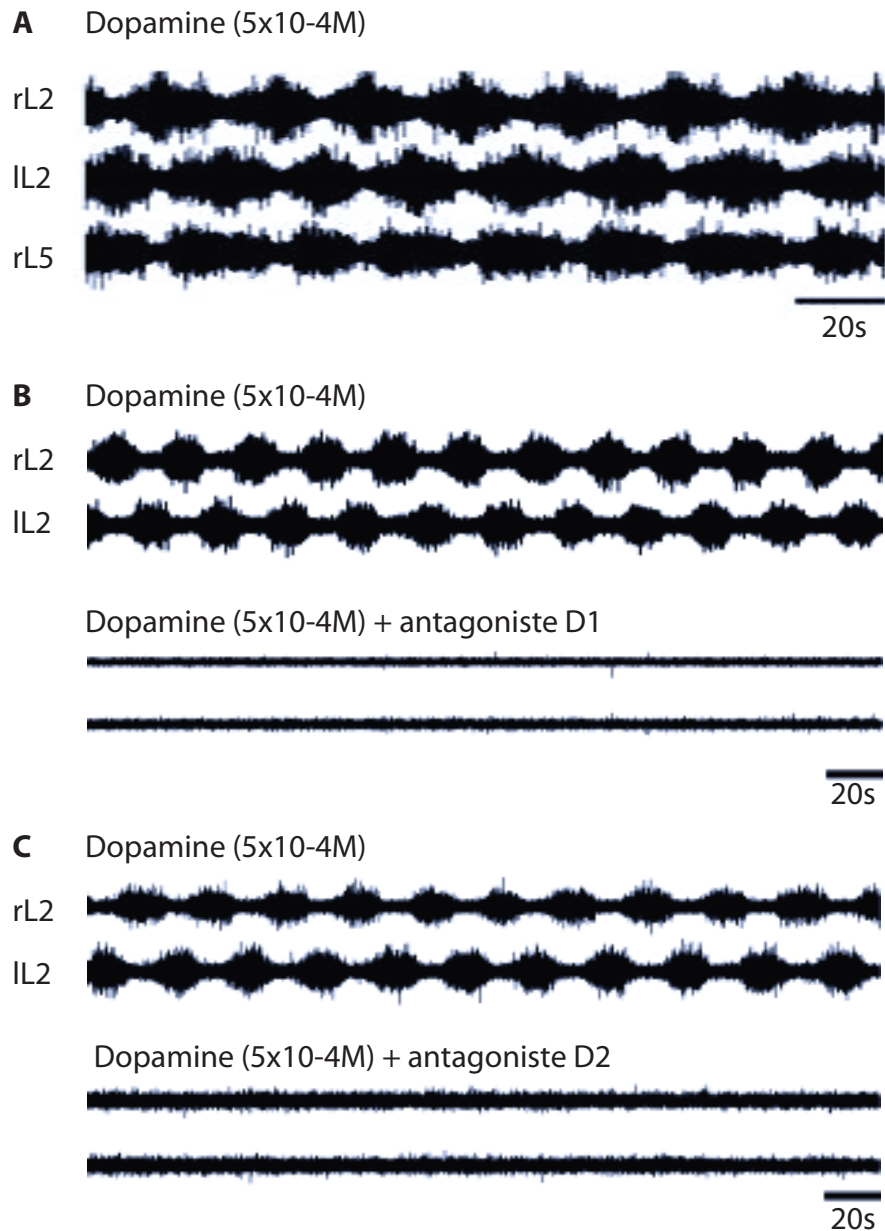 A Dopamine (5x10-4M)
rL2
lL2
rL5
20s
B Dopamine (5x10-4M)
rL2
lL2
Dopamine (5x10-4M) + antagoniste D1
20s
C Dopamine (5x10-4M)
rL2
lL2
Dopamine (5x10-4M) + antagoniste D2
20s